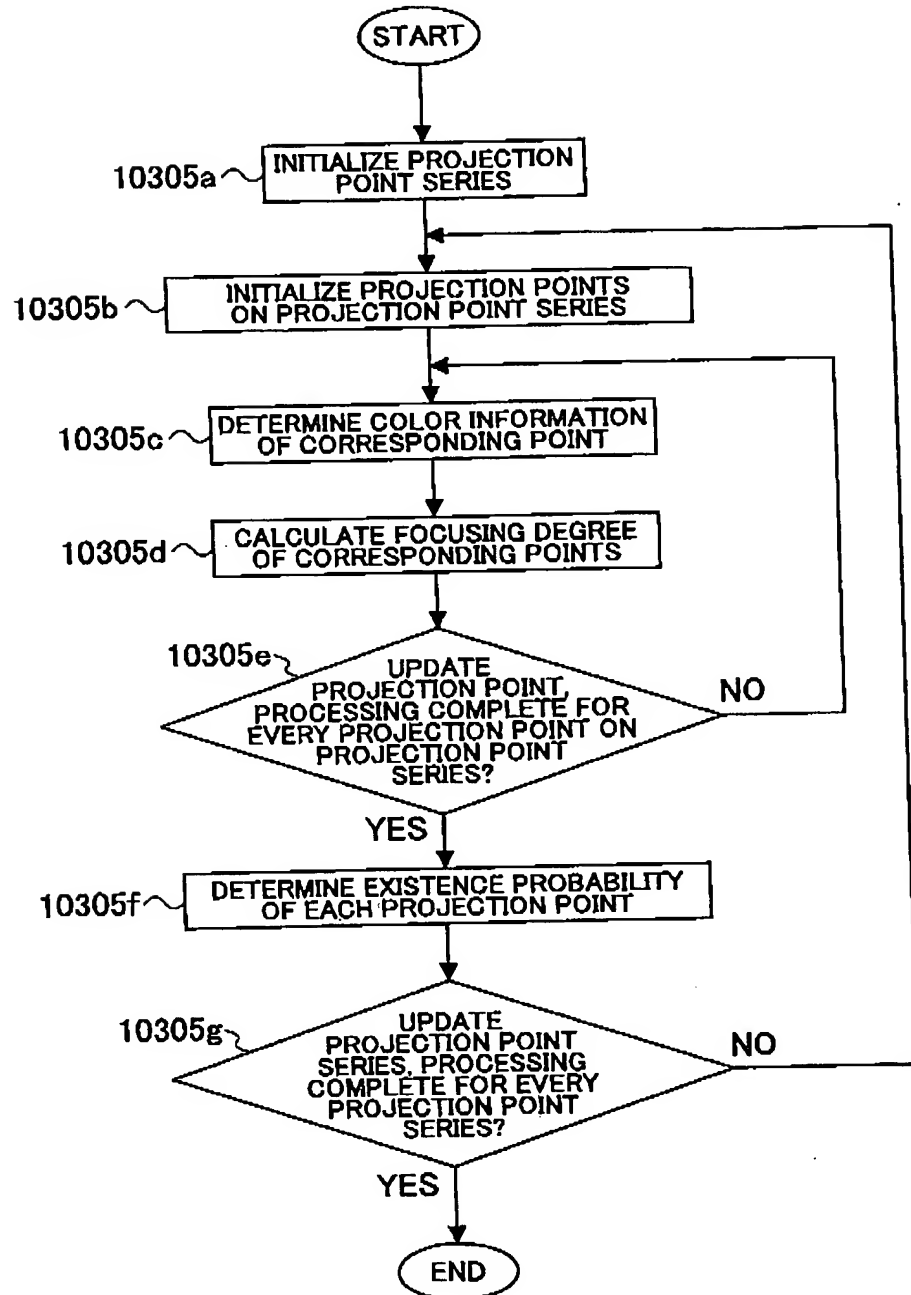 START
10305a
INITIALIZE PROJECTION
POINT SERIES
10305b
INITIALIZE PROJECTION POINTS
ON PROJECTION POINT SERIES
10305c
DETERMINE COLOR INFORMATION
OF CORRESPONDING POINT
10305d
CALCULATE FOCUSING DEGREE
OF CORRESPONDING POINTS
10305e
UPDATE
PROJECTION POINT,
PROCESSING COMPLETE FOR
EVERY PROJECTION POINT ON
PROJECTION POINT
SERIES?
NO
YES
10305f
DETERMINE EXISTENCE PROBABILITY
OF EACH PROJECTION POINT
10305g
UPDATE
PROJECTION POINT
SERIES, PROCESSING
COMPLETE FOR EVERY
PROJECTION POINT
SERIES?
NO
YES
END